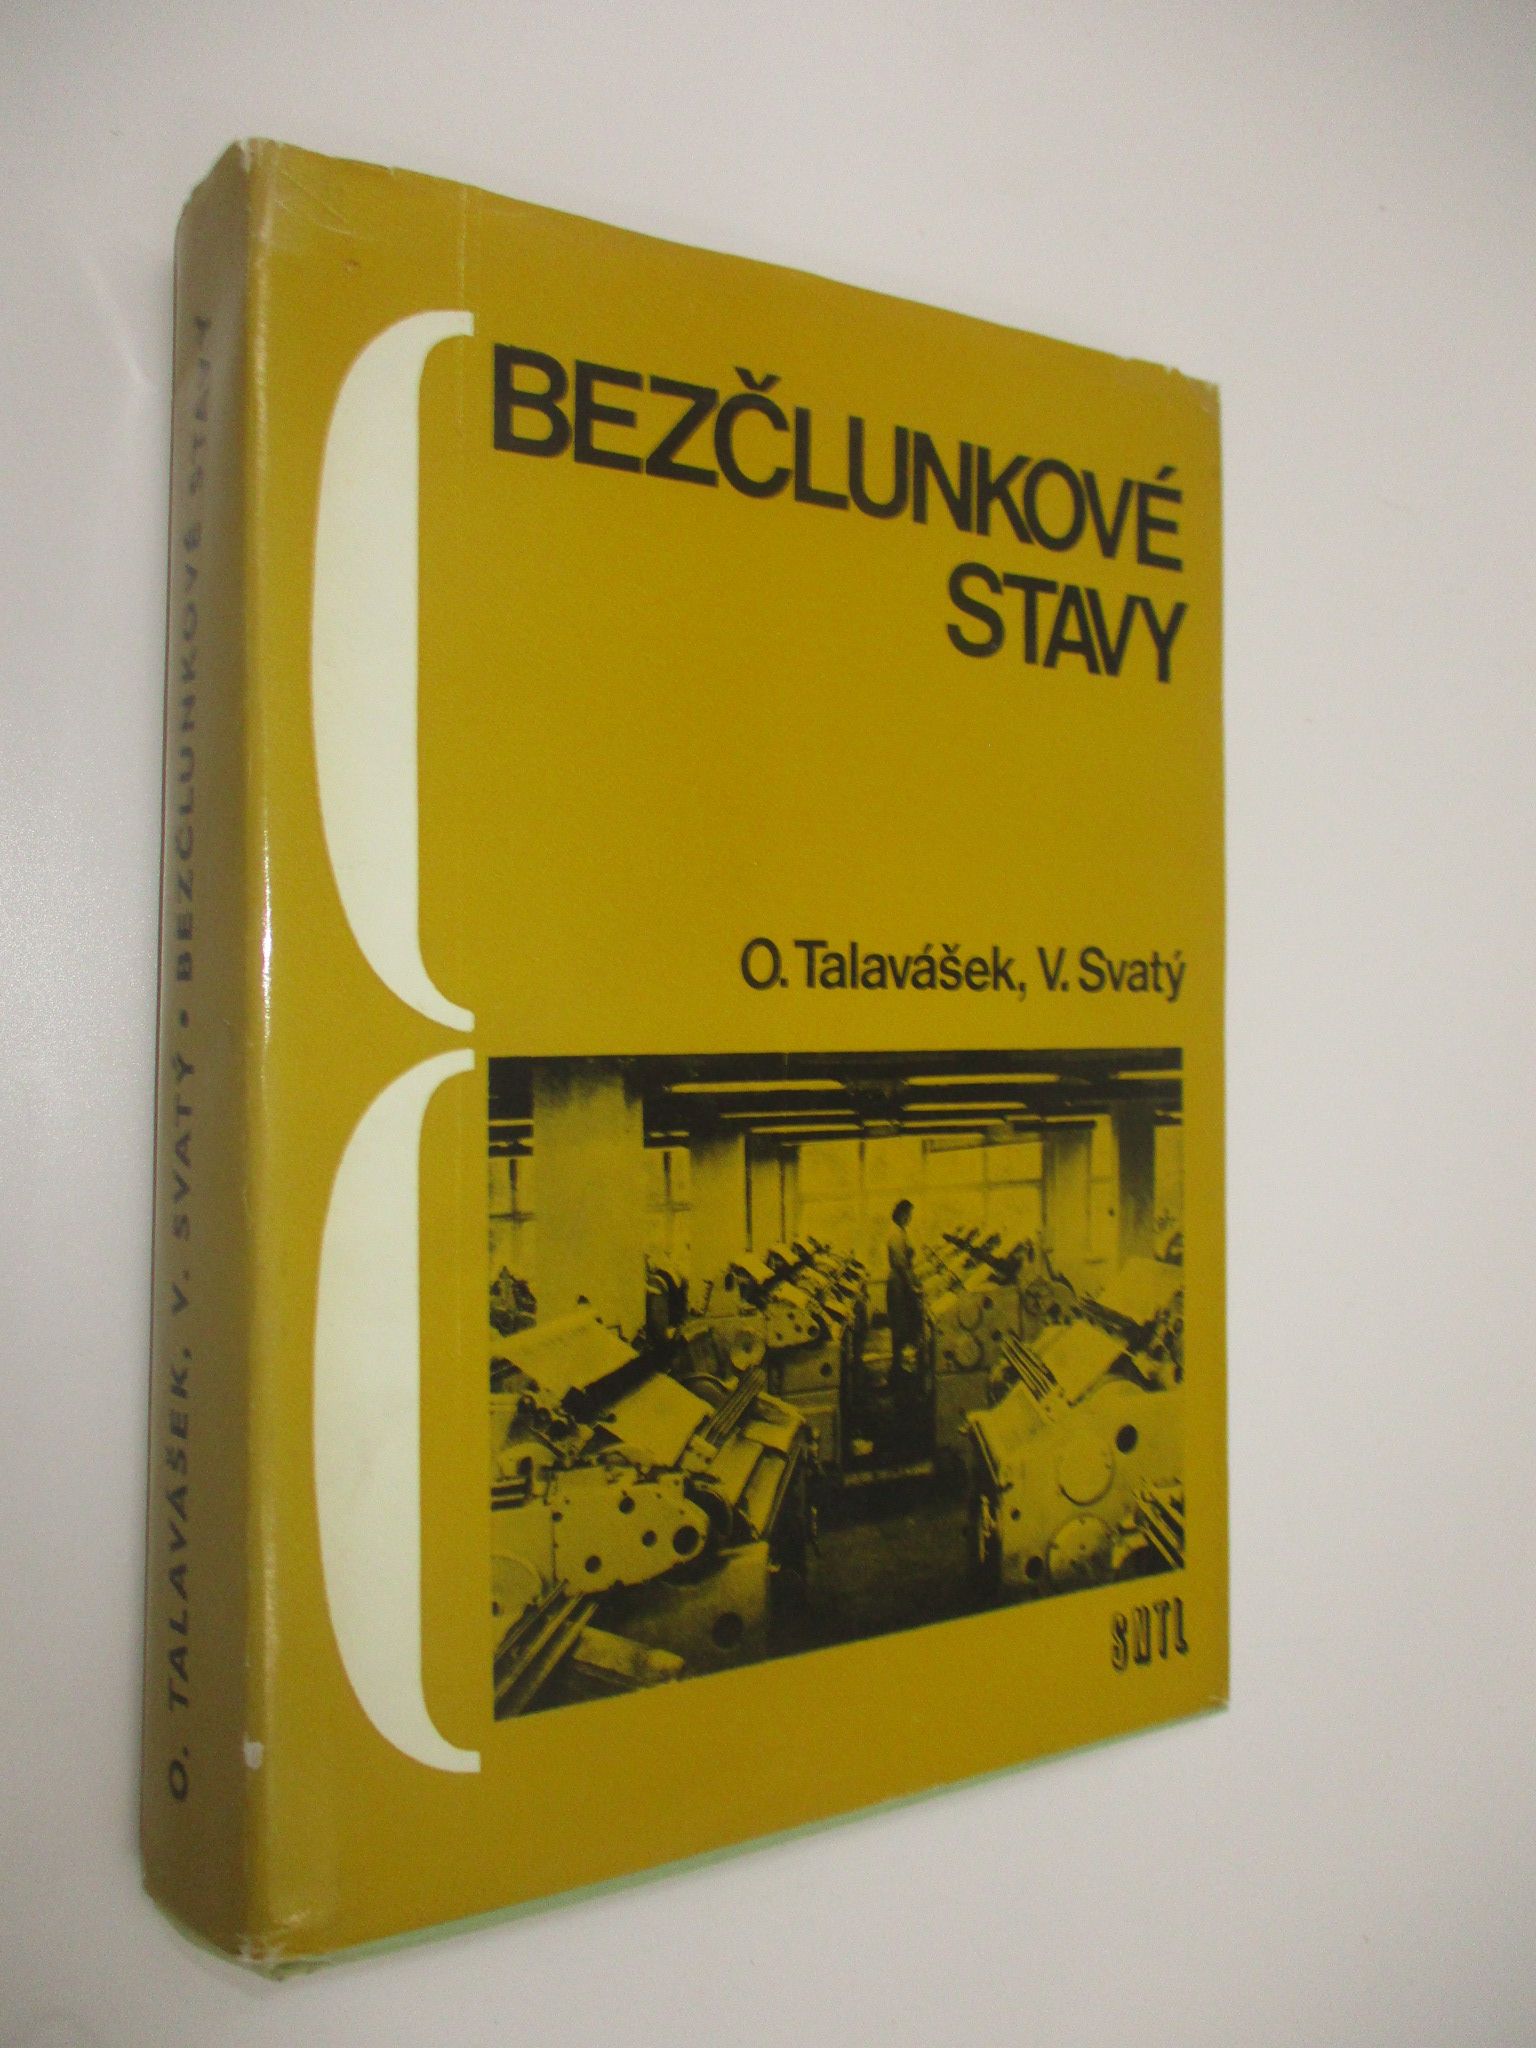 BEZČLUNKOVÉ
STAVY
O. Talavášek, V. Svatý
SNTL
O. TALAVÁŠEK, V. SVATÝ • BEZČLUNKOVÉ STAVY